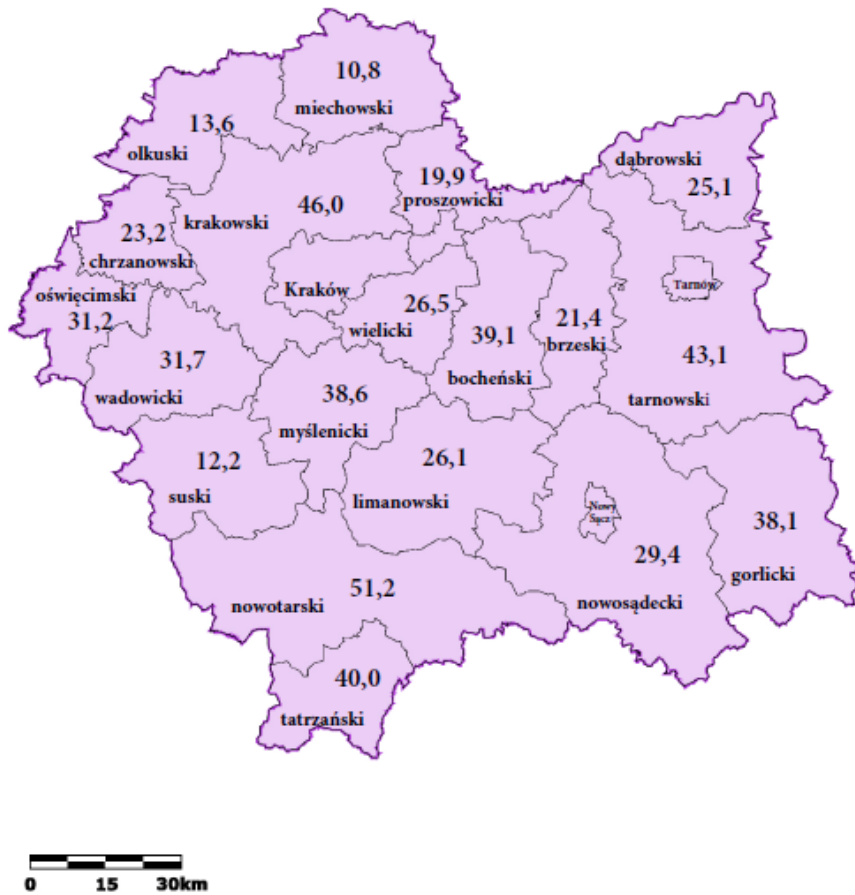 10,8
miechowski
13,6
olkuski
dąbrowski
25,1
19,9
proszowicki
46,0
krakowski
23,2
chrzanowski
oświęcimski
31,2
Kraków
26,5
wielicki
39,1
bocheński
21,4
brzeski
Tarnów
43,1
tarnowski
31,7
wadowicki
38,6
myślenicki
12,2
suski
26,1
limanowski
Nowy
Sącz
29,4
nowosądecki
38,1
gorlicki
51,2
nowotarski
40,0
tatrzański
0 15 30km